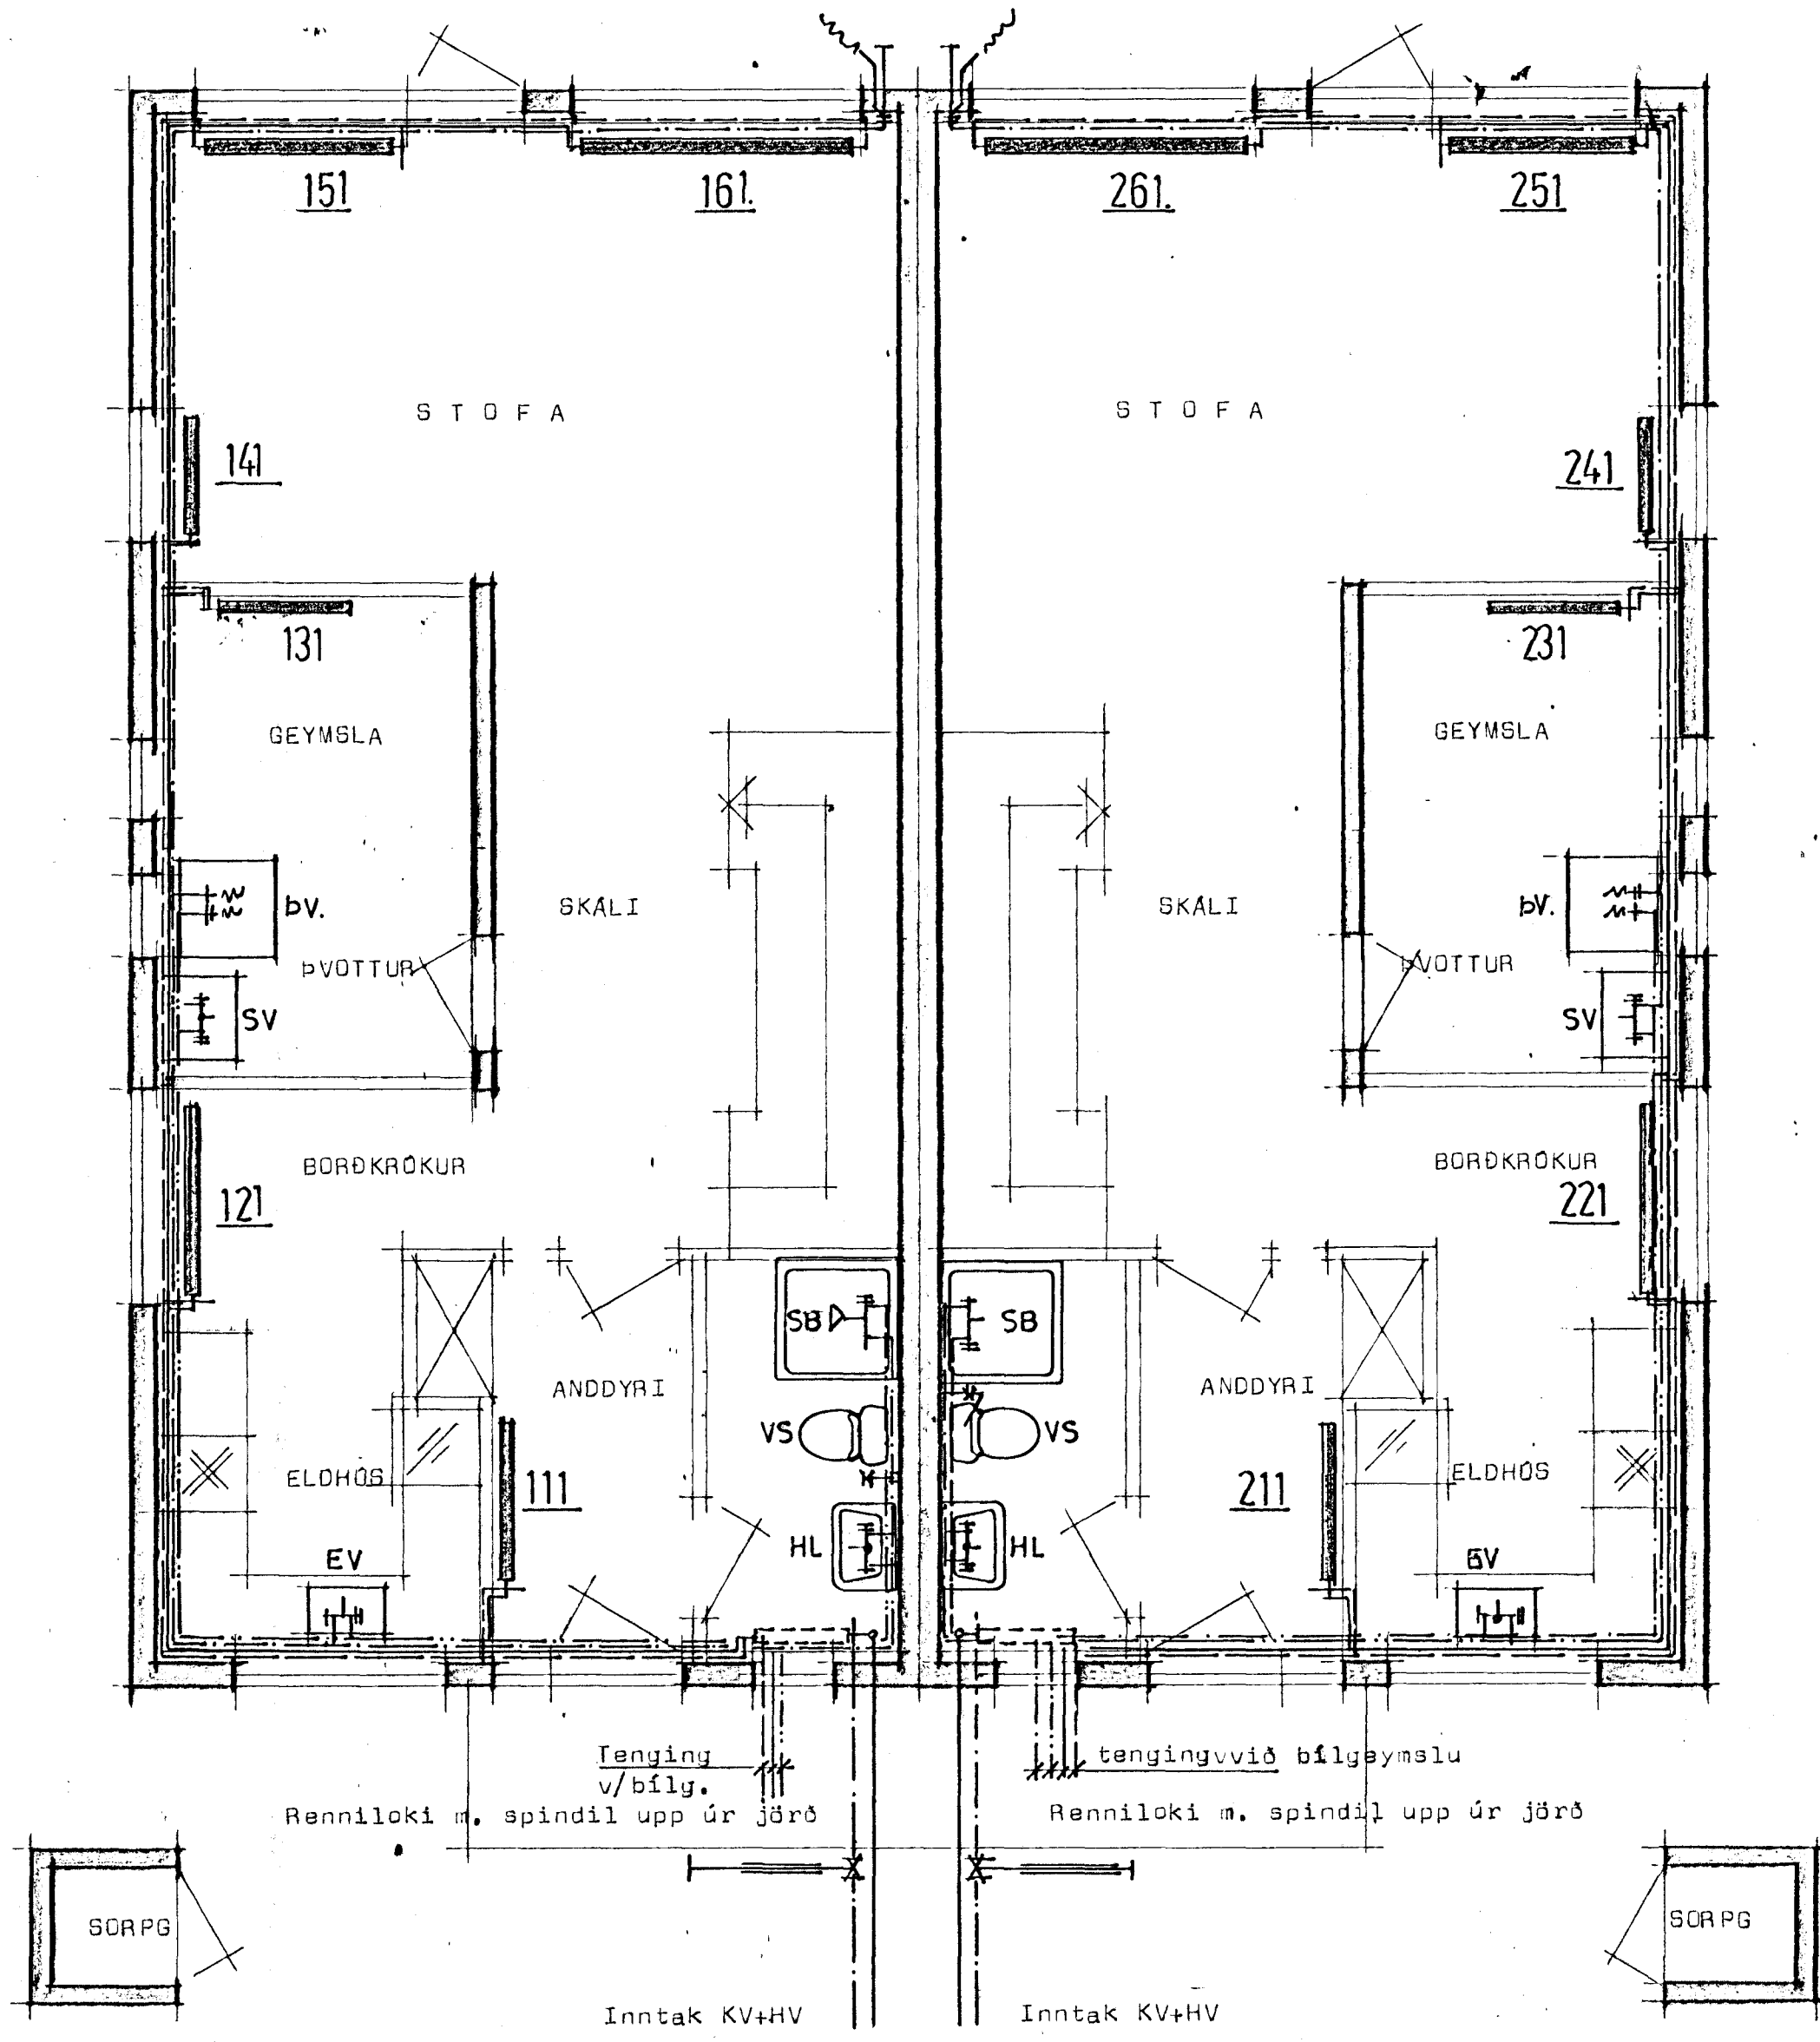 151
161.
261.
251
STOFA
STOFA
141
241
131
231
GEYMSLA
GEYMSLA
ÞV.
SKÁLI
SKÁLI
ÞV.
ÞVOTTUR
ÞVOTTUR
SV
SV
BORÐKRÓKUR
BORÐKRÓKUR
121
221
SB
SB
ANDDYRI
ANDDYRI
VS
VS
ELDHÚS
111
211
ELDHÚS
EV
HL
HL
EV
Tenging
v/bílg.
tengingvvið bílgeymslu
Renniloki m. spindil upp úr jörð
Renniloki m. spindil upp úr jörð
SORPG
SORPG
Inntak KV+HV
Inntak KV+HV